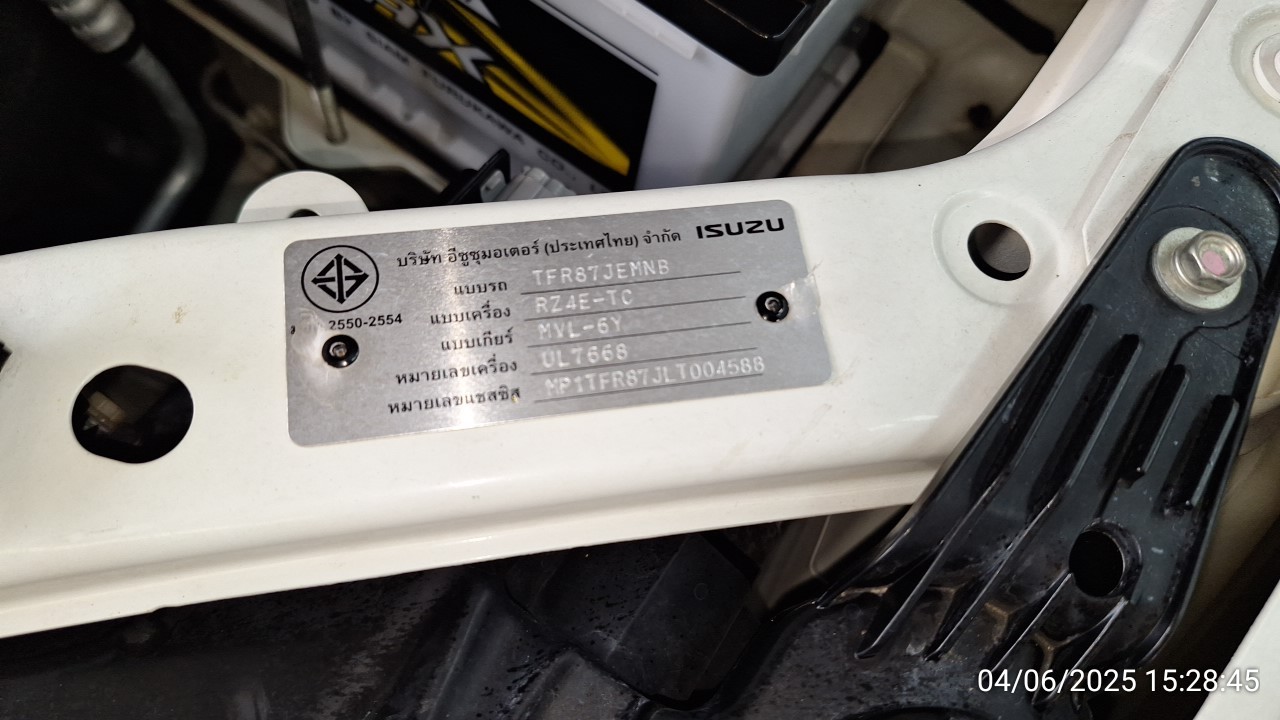 SIAM FURUKAWA CO.,
บริษัท อีซูซุมอเตอร์ (ประเทศไทย) จำกัด ISUZU
แบบรถ TFR87JEMNB
2550-2554 แบบเครื่อง RZ4E-TC
แบบเกียร์ MVL-6Y
หมายเลขเครื่อง UL7668
หมายเลขแชสซิส MP1TFR87JLT004588
04/06/2025 15:28:45